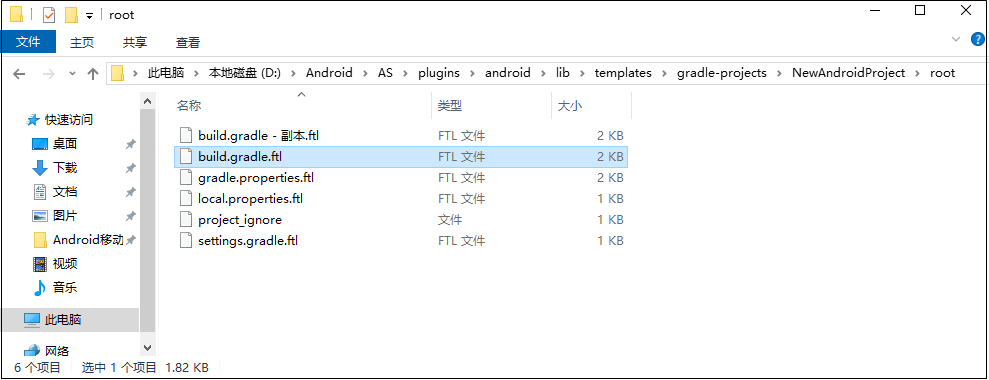 root
文件 主页 共享 查看
此电脑 本地磁盘 (D:) Android AS plugins android lib templates gradle-projects NewAndroidProject root
快速访问
桌面
下载
文档
图片
Android移动
视频
音乐
此电脑
网络
名称 类型 大小
build.gradle - 副本.ftl FTL 文件 2 KB
build.gradle.ftl FTL 文件 2 KB
gradle.properties.ftl FTL 文件 2 KB
local.properties.ftl FTL 文件 1 KB
project_ignore 文件 1 KB
settings.gradle.ftl FTL 文件 1 KB
6 个项目 选中 1 个项目 1.82 KB